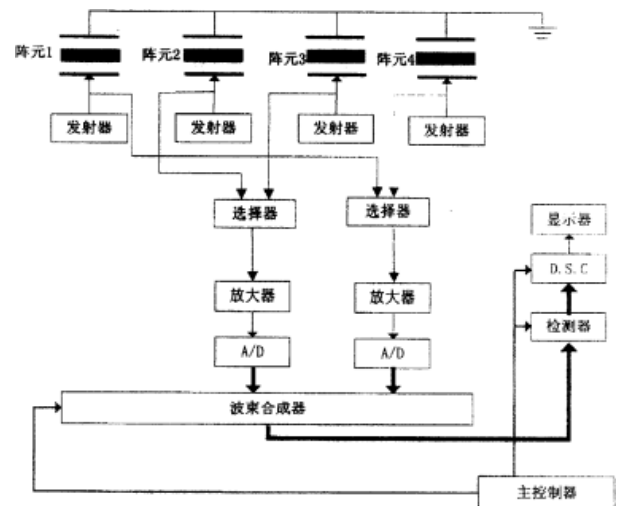 阵元1
阵元2
阵元3
阵元4
发射器
发射器
发射器
发射器
选择器
选择器
显示器
D.S.C
放大器
放大器
检测器
A/D
A/D
波束合成器
主控制器